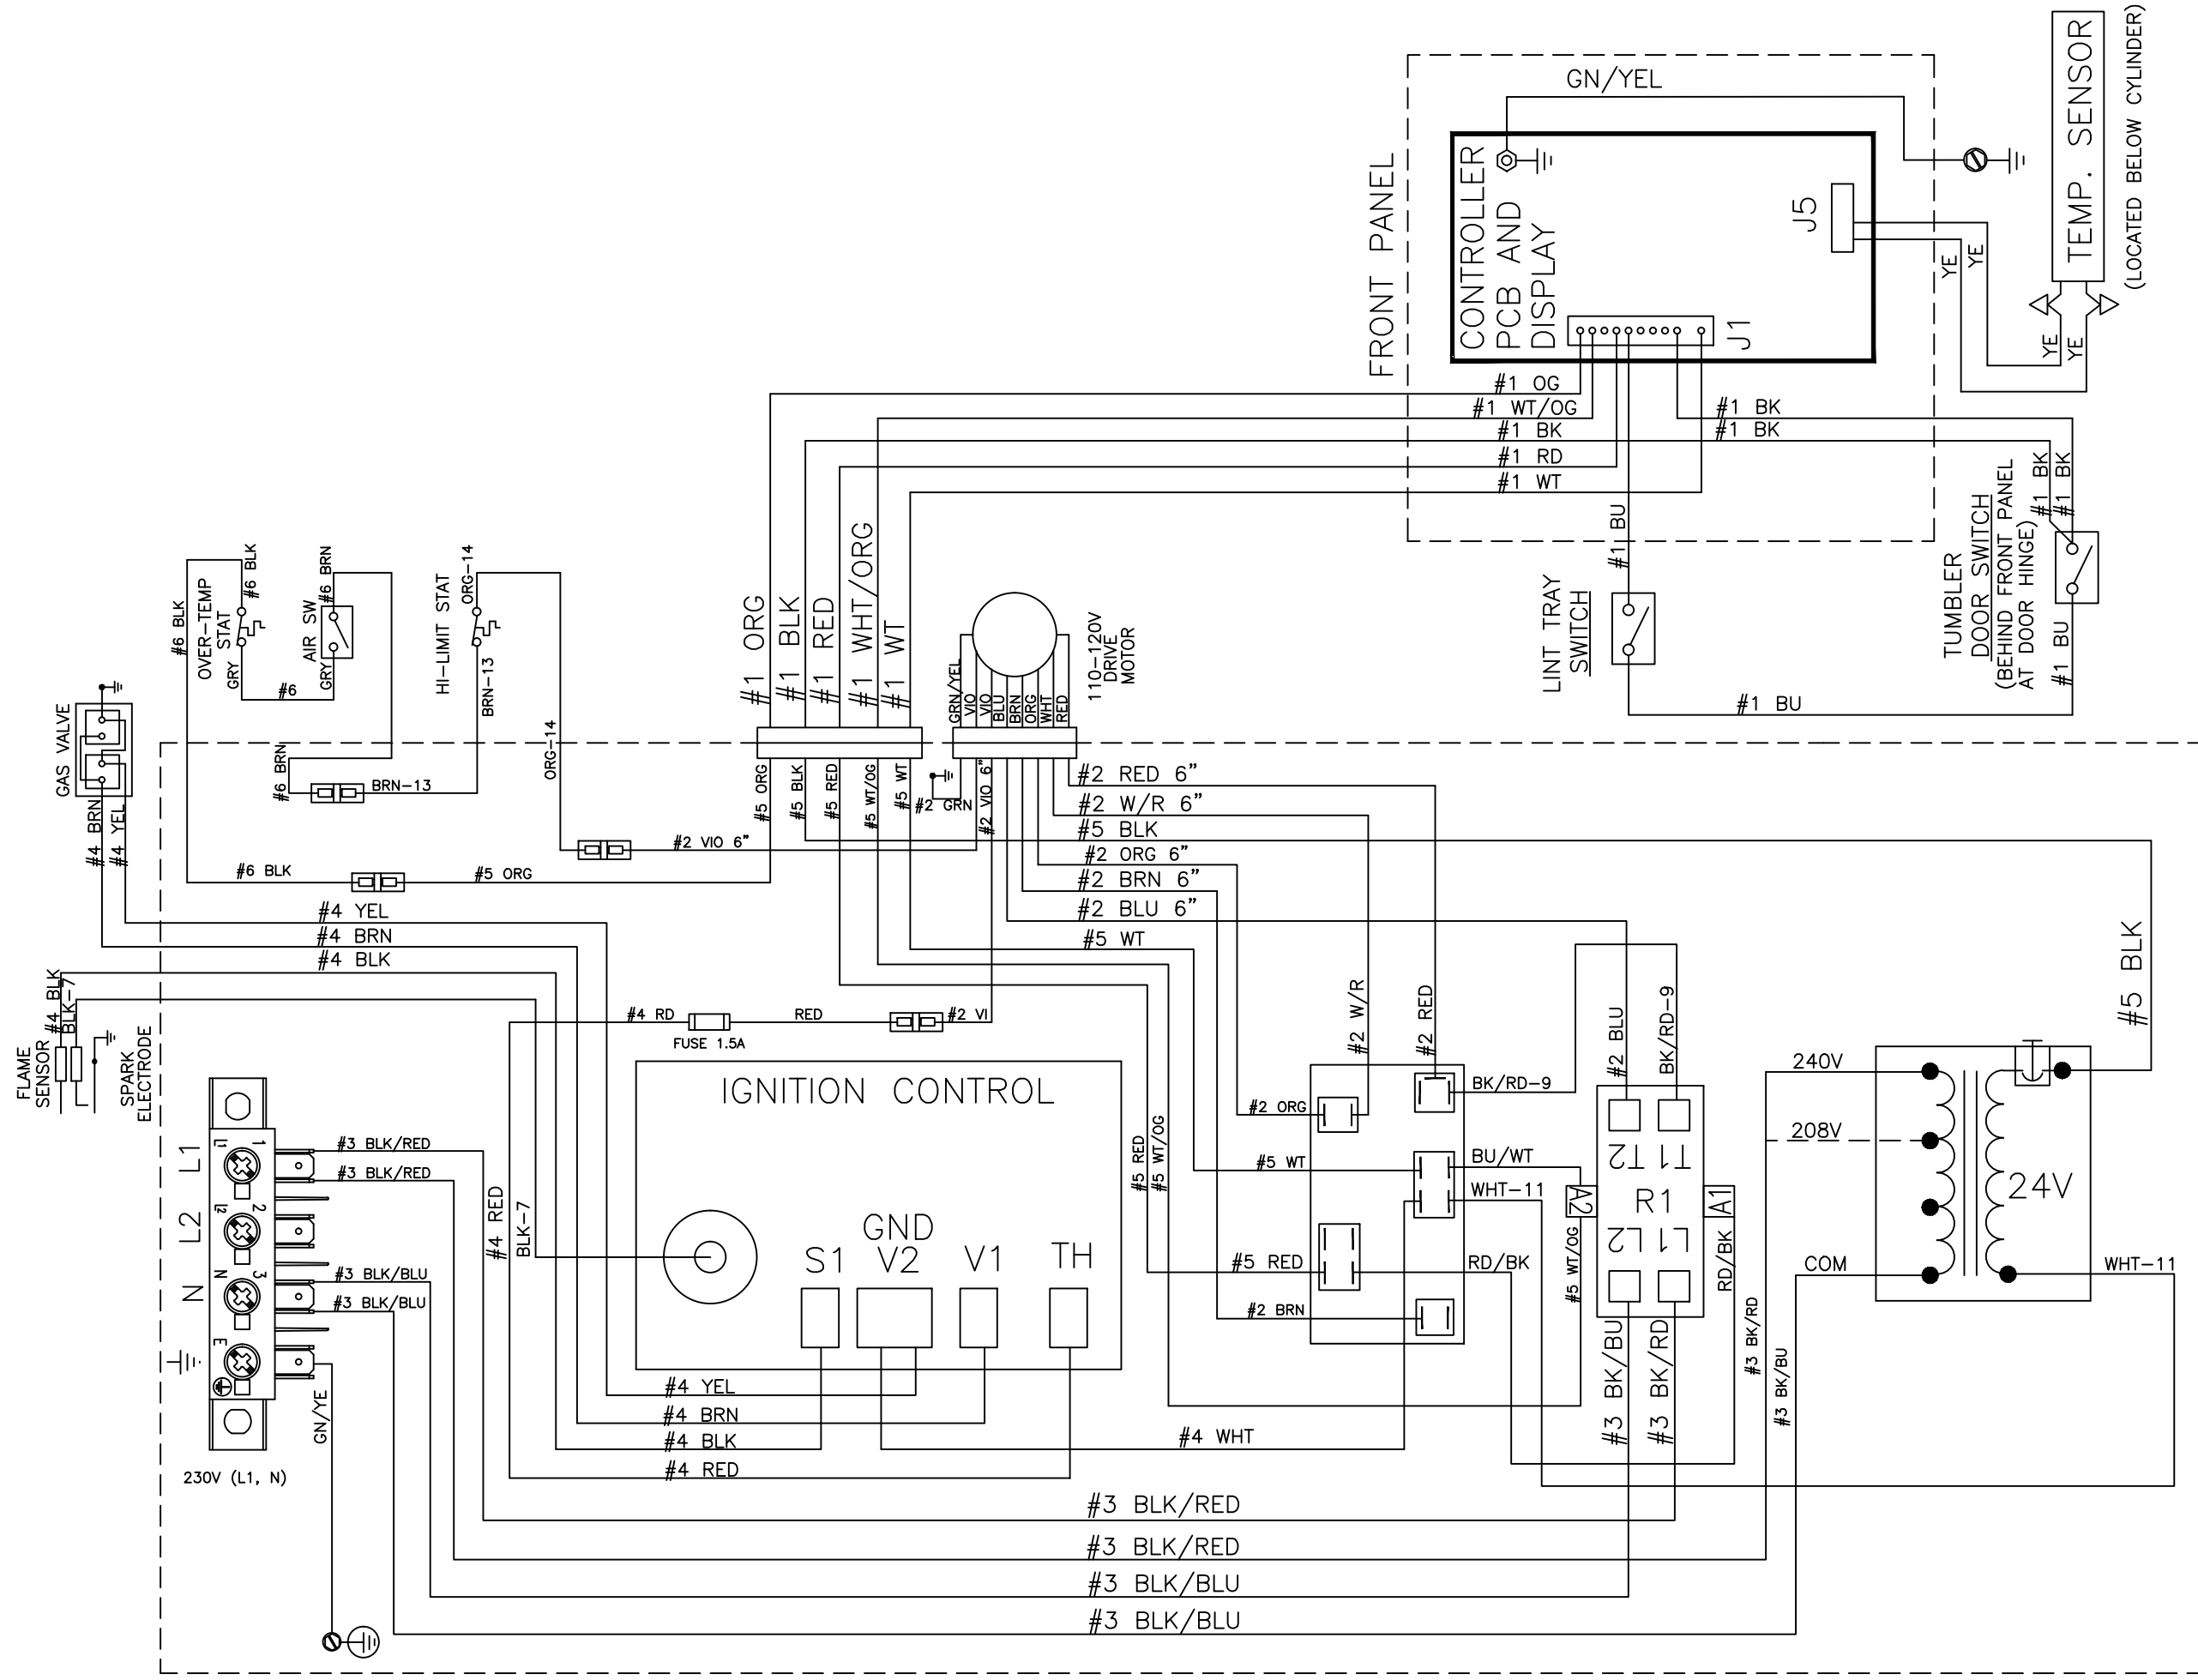 GN/YEL
FRONT PANEL
CONTROLLER
PCB AND
DISPLAY
J5
J1
TEMP. SENSOR
(LOCATED BELOW CYLINDER)
YE
YE
YE
YE
#1 OG
#1 WT/OG
#1 BK
#1 RD
#1 WT
#1 BK
#1 BK
#1 BK
#1 BK
#1 BU
LINT TRAY
SWITCH
TUMBLER
DOOR SWITCH
(BEHIND FRONT PANEL
AT DOOR HINGE)
#1 BU
#1 BU
#6 BLK
OVER-TEMP
STAT
#6 BLK
GRY
#6
AIR SW
#6 BRN
GRY
HI-LIMIT STAT
ORG-14
BRN-13
ORG-14
#6 BRN
BRN-13
GAS VALVE
#4 BRN
#4 YEL
#1 ORG
#1 BLK
#1 RED
#1 WHT/ORG
#1 WT
GRN/YEL
VIO
VIO
BLU
BRN
ORG
WHT
RED
110-120V
DRIVE
MOTOR
#5 ORG
#5 BLK
#5 RED
#5 WT/OG
#5 WT
#2 GRN
#2 VIO 6"
#2 RED 6"
#2 W/R 6"
#5 BLK
#2 ORG 6"
#2 BRN 6"
#2 BLU 6"
#5 WT
#2 VIO 6"
#6 BLK
#5 ORG
#4 YEL
#4 BRN
#4 BLK
#4 BLK
BLK-7
FLAME
SENSOR
SPARK
ELECTRODE
#4 RD
RED
#2 VI
FUSE 1.5A
IGNITION CONTROL
S1
GND
V2
V1
TH
#4 RED
BLK-7
#5 RED
#5 WT/OG
#2 W/R
#2 RED
#2 ORG
BK/RD-9
#5 WT
BU/WT
WHT-11
#5 RED
RD/BK
#2 BRN
#2 BLU
BK/RD-9
T2
T1
A2
R1
A1
L2
L1
#5 WT/OG
RD/BK
#3 BK/BU
#3 BK/RD
#3 BK/RD
#3 BK/BU
240V
208V
COM
24V
#5 BLK
WHT-11
L1
L2
N
L1
1
L2
2
N
3
E
#3 BLK/RED
#3 BLK/RED
#3 BLK/BLU
#3 BLK/BLU
GN/YE
230V (L1, N)
#4 YEL
#4 BRN
#4 BLK
#4 RED
#4 WHT
#3 BLK/RED
#3 BLK/RED
#3 BLK/BLU
#3 BLK/BLU